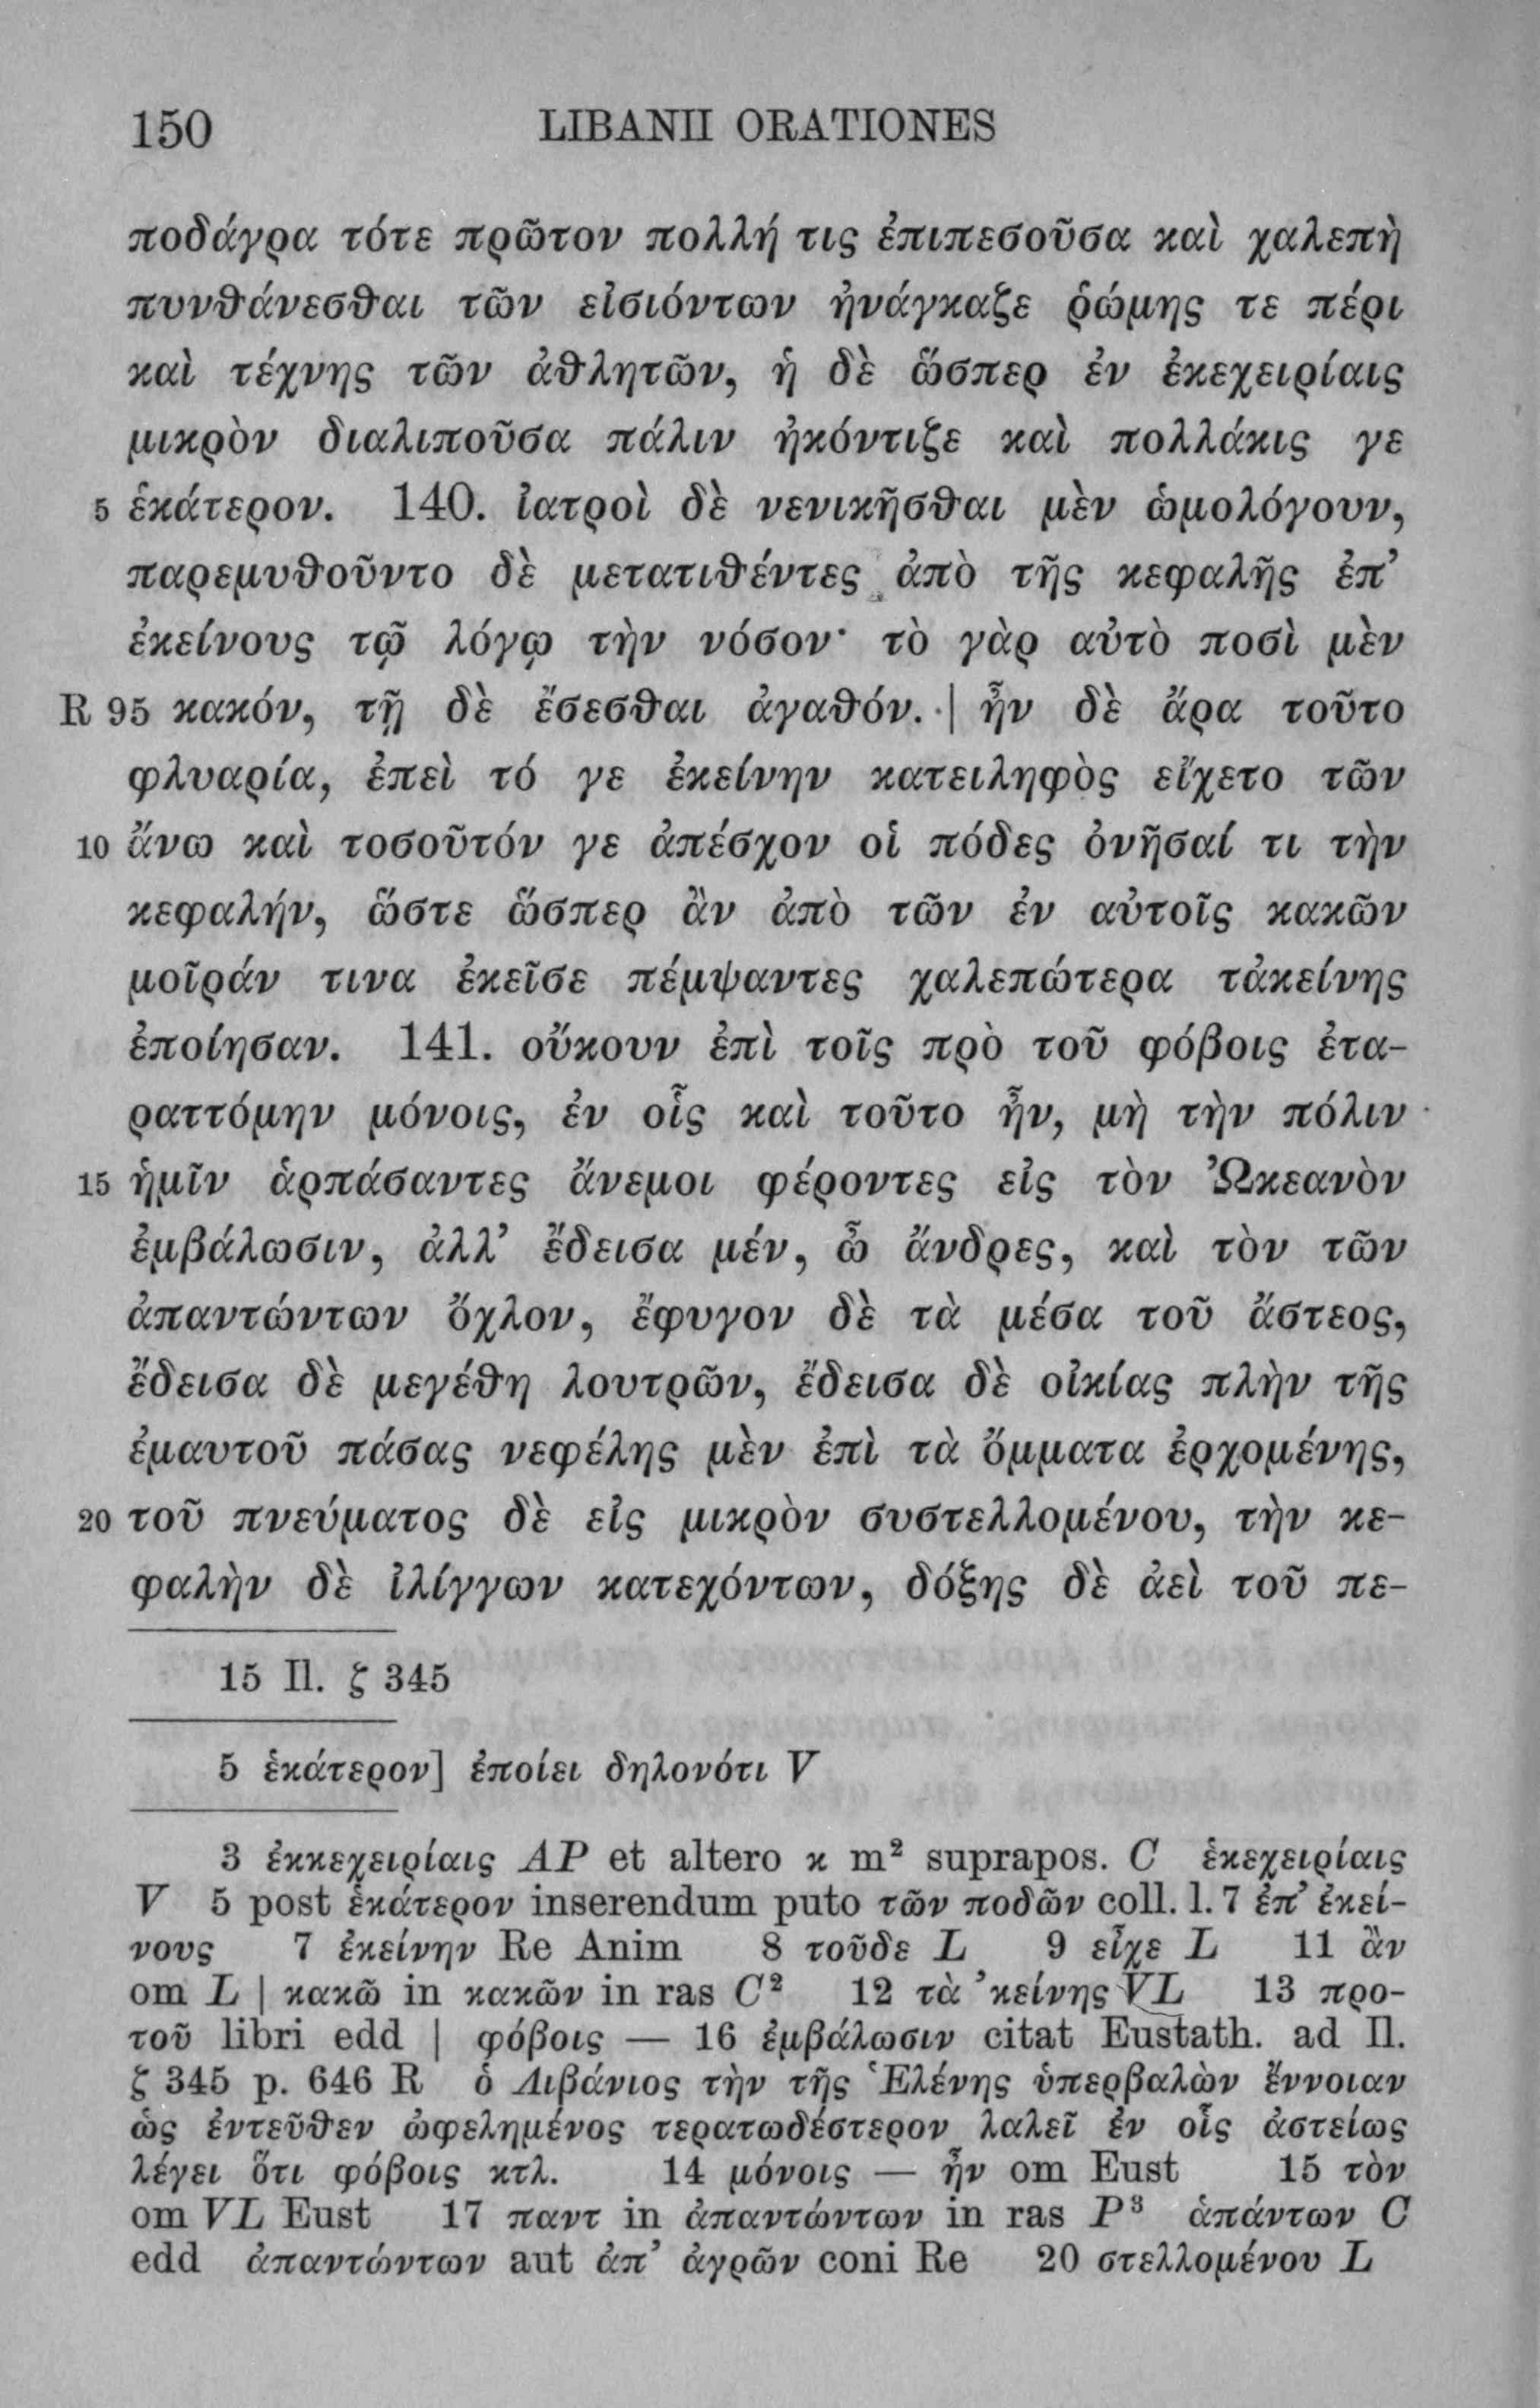 150 LIBANII ORATIONES
ποδάγρα τότε πρῶτον πολλή τις ἐπιπεσοῦσα καὶ χαλεπὴ
πυνθάνεσθαι τῶν εἰσιόντων ἠνάγκαζε ῥώμης τε πέρι
καὶ τέχνης τῶν ἀθλητῶν, ἡ δὲ ὥσπερ ἐν ἐκεχειρίαις
μικρὸν διαλιποῦσα πάλιν ἠκόντιζε καὶ πολλάκις γε
5 ἑκάτερον. 140. ἰατροὶ δὲ νενικῆσθαι μὲν ὡμολόγουν,
παρεμυθοῦντο δὲ μετατιθέντες ἀπὸ τῆς κεφαλῆς ἐπ’
ἐκείνους τῷ λόγῳ τὴν νόσον· τὸ γὰρ αὐτὸ ποσὶ μὲν
R 95 κακόν, τῇ δὲ ἔσεσθαι ἀγαθόν. | ἦν δὲ ἄρα τοῦτο
φλυαρία, ἐπεὶ τό γε ἐκείνην κατειληφὸς εἴχετο τῶν
10 ἄνω καὶ τοσοῦτόν γε ἀπέσχον οἱ πόδες ὀνῆσαί τι τὴν
κεφαλήν, ὥστε ὥσπερ ἂν ἀπὸ τῶν ἐν αὐτοῖς κακῶν
μοῖράν τινα ἐκεῖσε πέμψαντες χαλεπώτερα τἀκείνης
ἐποίησαν. 141. οὔκουν ἐπὶ τοῖς πρὸ τοῦ φόβοις ἐτα-
ραττόμην μόνοις, ἐν οἷς καὶ τοῦτο ἦν, μὴ τὴν πόλιν
15 ἡμῖν ἁρπάσαντες ἄνεμοι φέροντες εἰς τὸν Ὠκεανὸν
ἐμβάλωσιν, ἀλλ’ ἔδεισα μέν, ὦ ἄνδρες, καὶ τὸν τῶν
ἀπαντώντων ὄχλον, ἔφυγον δὲ τὰ μέσα τοῦ ἄστεος,
ἔδεισα δὲ μεγέθη λουτρῶν, ἔδεισα δὲ οἰκίας πλὴν τῆς
ἐμαυτοῦ πάσας νεφέλης μὲν ἐπὶ τὰ ὄμματα ἐρχομένης,
20 τοῦ πνεύματος δὲ εἰς μικρὸν συστελλομένου, τὴν κε-
φαλὴν δὲ ἰλίγγων κατεχόντων, δόξης δὲ ἀεὶ τοῦ πε-
15 Il. ζ 345
5 ἑκάτερον] ἐποίει δηλονότι V
3 ἐκκεχειρίαις AP et altero κ m² suprapos. C ἑκεχειρίαις
V 5 post ἑκάτερον inserendum puto τῶν ποδῶν coll. l. 7 ἐπ’ ἐκεί-
νους 7 ἐκείνην Re Anim 8 τοῦδε L 9 εἶχε L 11 ἂν
om L | κακῶ in κακῶν in ras C² 12 τὰ ’κείνης VL 13 προ-
τοῦ libri edd | φόβοις — 16 ἐμβάλωσιν citat Eustath. ad Il.
ζ 345 p. 646 R ὁ Λιβάνιος τὴν τῆς Ἑλένης ὑπερβαλὼν ἔννοιαν
ὡς ἐντεῦθεν ὠφελημένος τερατωδέστερον λαλεῖ ἐν οἷς ἀστείως
λέγει ὅτι φόβοις κτλ. 14 μόνοις — ἦν om Eust 15 τὸν
om VL Eust 17 παντ in ἀπαντώντων in ras P³ ἁπάντων C
edd ἀπαντώντων aut ἀπ’ ἀγρῶν coni Re 20 στελλομένου L